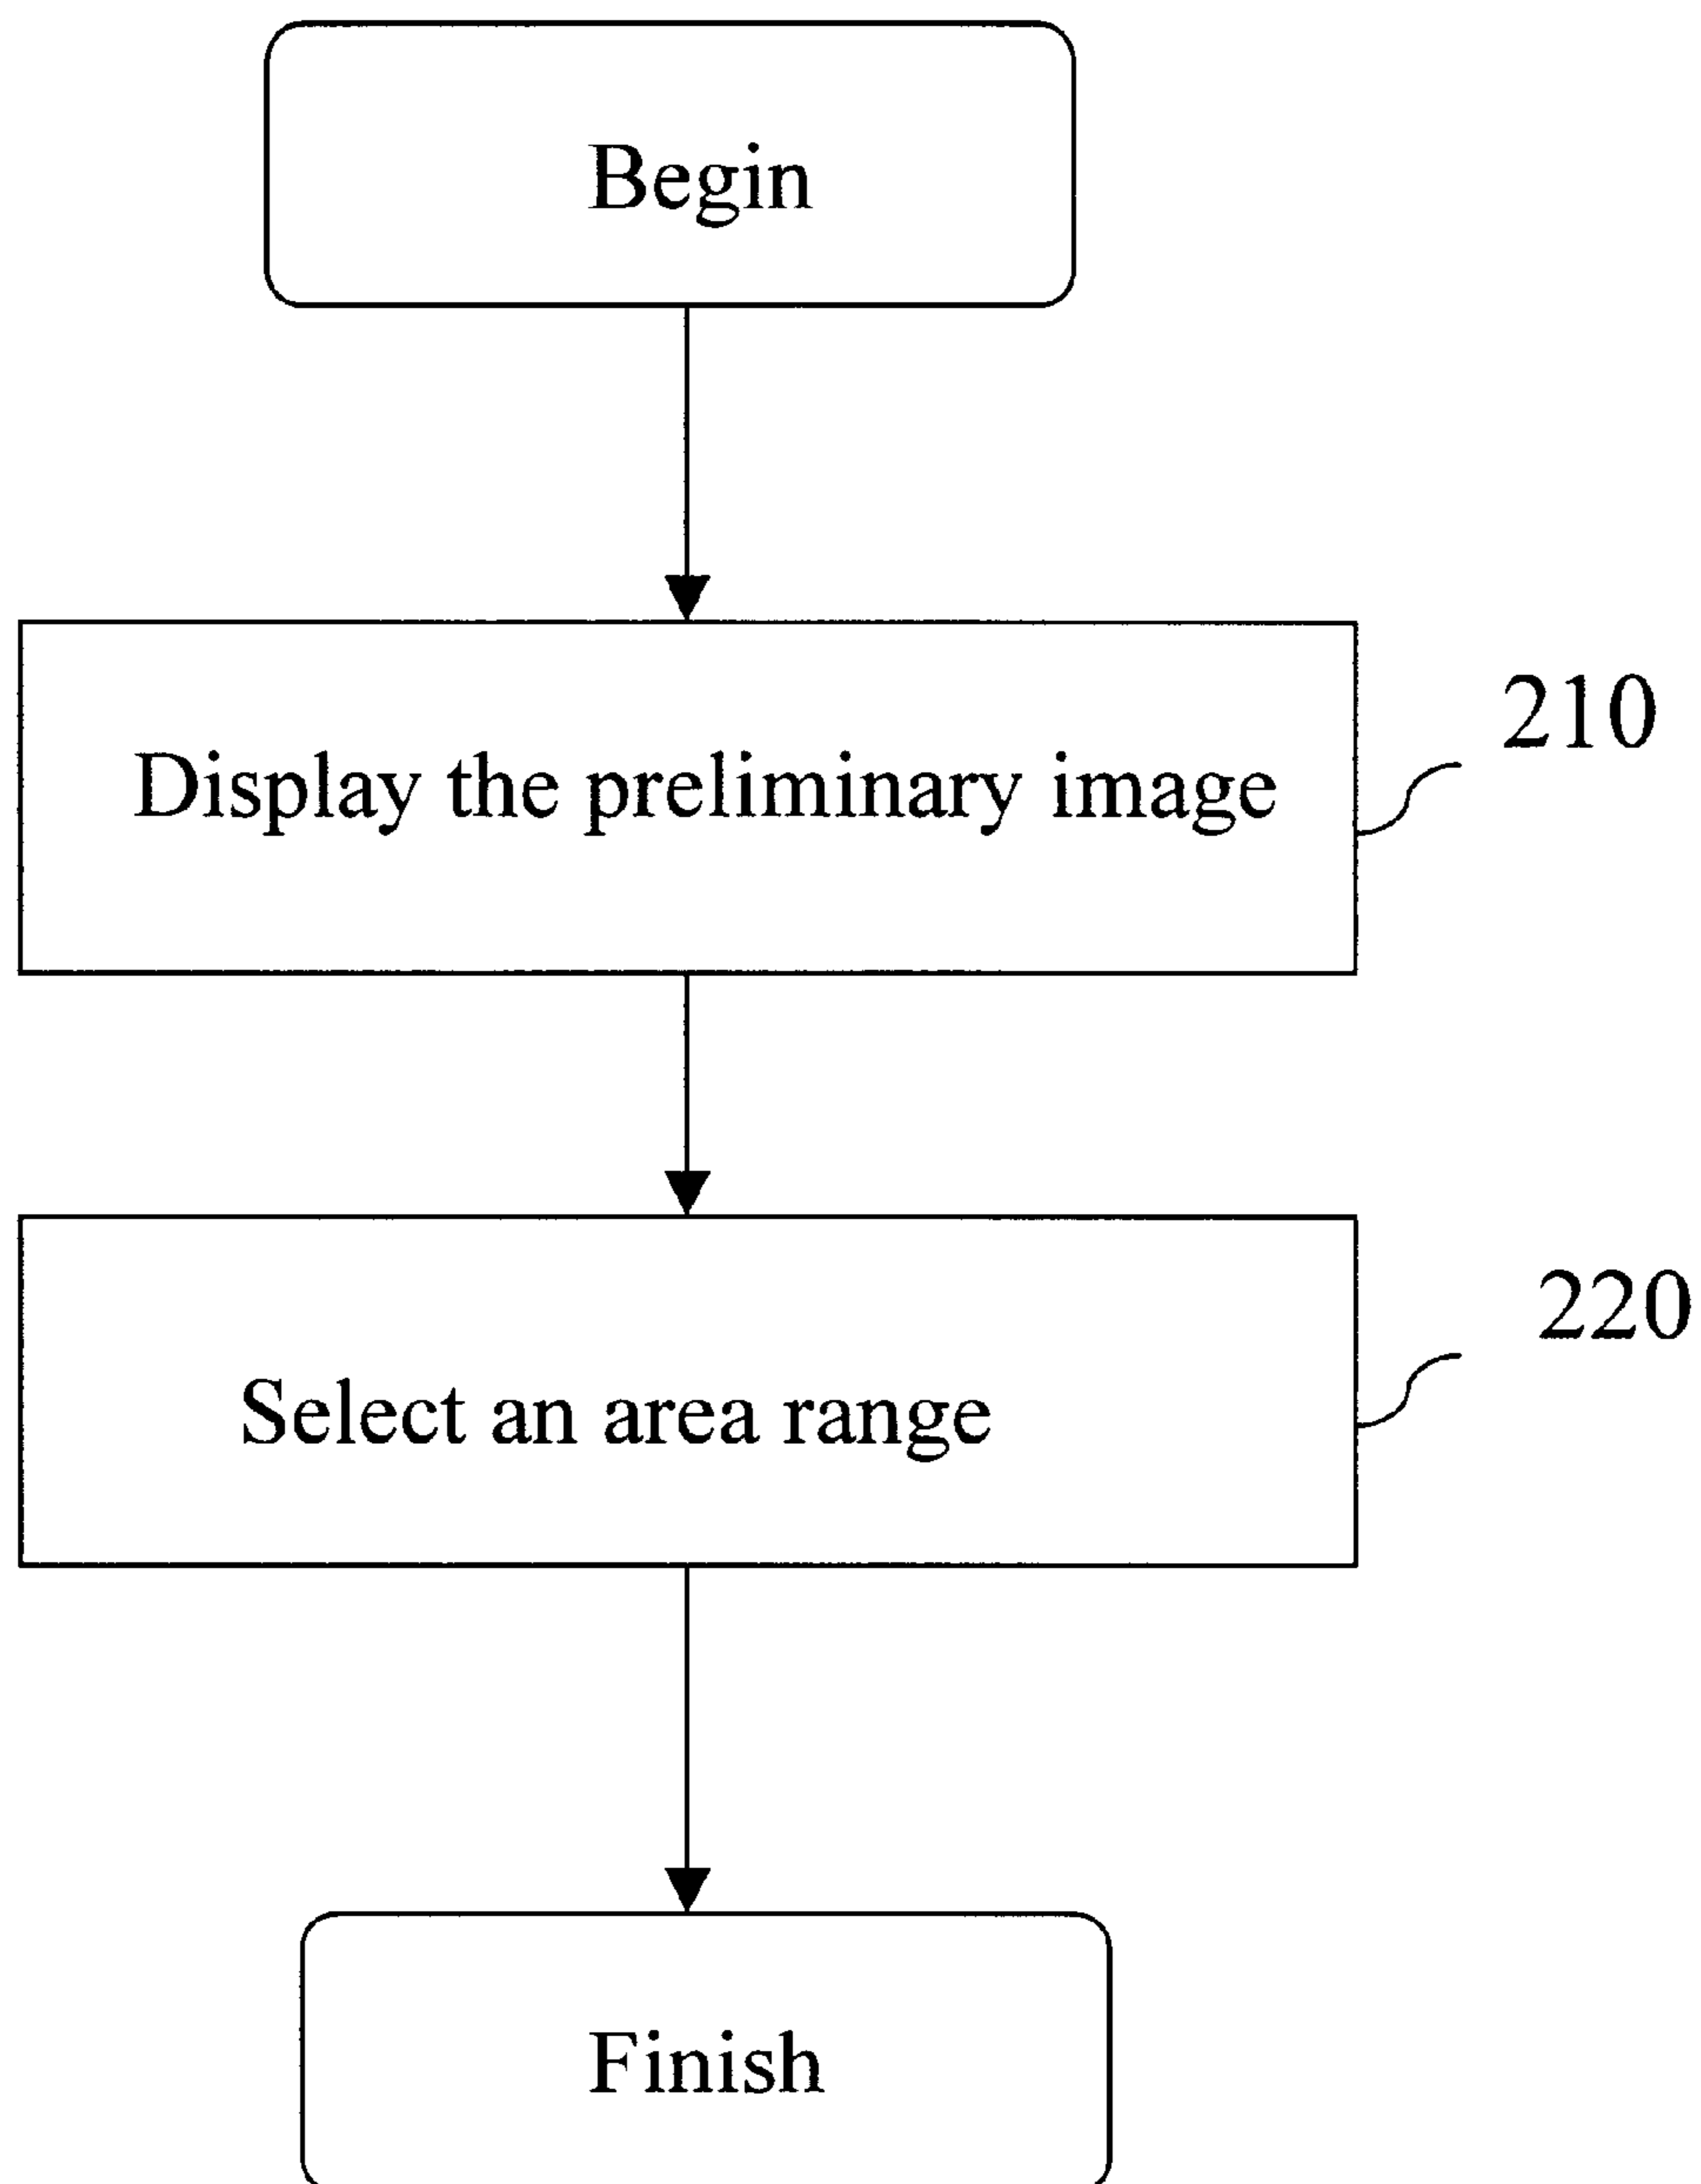 Begin
210
Display the preliminary image
220
Select an area range
Finish